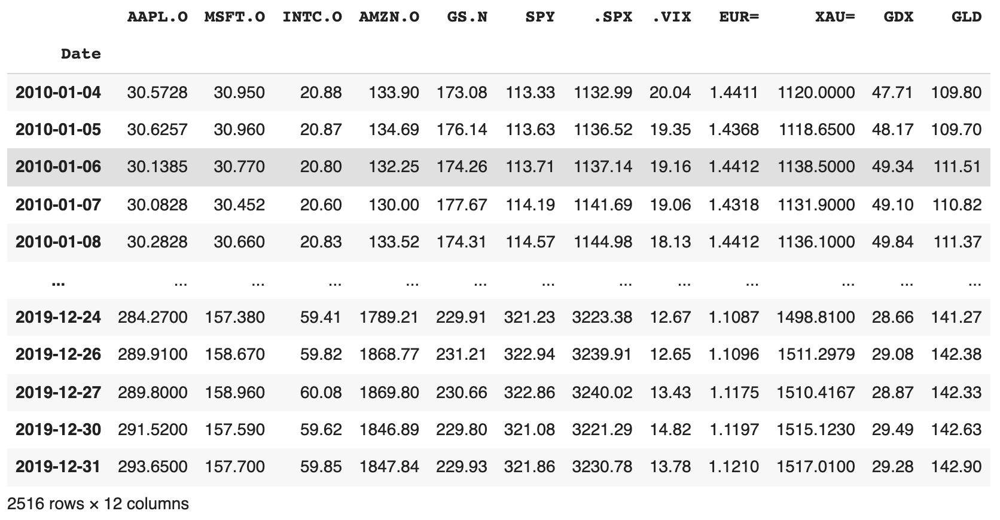 AAPL.O MSFT.O INTC.O AMZN.O GS.N SPY .SPX .VIX EUR= XAU= GDX GLD
Date
2010-01-04 30.5728 30.950 20.88 133.90 173.08 113.33 1132.99 20.04 1.4411 1120.0000 47.71 109.80
2010-01-05 30.6257 30.960 20.87 134.69 176.14 113.63 1136.52 19.35 1.4368 1118.6500 48.17 109.70
2010-01-06 30.1385 30.770 20.80 132.25 174.26 113.71 1137.14 19.16 1.4412 1138.5000 49.34 111.51
2010-01-07 30.0828 30.452 20.60 130.00 177.67 114.19 1141.69 19.06 1.4318 1131.9000 49.10 110.82
2010-01-08 30.2828 30.660 20.83 133.52 174.31 114.57 1144.98 18.13 1.4412 1136.1000 49.84 111.37
... ... ... ... ... ... ... ... ... ... ... ... ...
2019-12-24 284.2700 157.380 59.41 1789.21 229.91 321.23 3223.38 12.67 1.1087 1498.8100 28.66 141.27
2019-12-26 289.9100 158.670 59.82 1868.77 231.21 322.94 3239.91 12.65 1.1096 1511.2979 29.08 142.38
2019-12-27 289.8000 158.960 60.08 1869.80 230.66 322.86 3240.02 13.43 1.1175 1510.4167 28.87 142.33
2019-12-30 291.5200 157.590 59.62 1846.89 229.80 321.08 3221.29 14.82 1.1197 1515.1230 29.49 142.63
2019-12-31 293.6500 157.700 59.85 1847.84 229.93 321.86 3230.78 13.78 1.1210 1517.0100 29.28 142.90
2516 rows × 12 columns